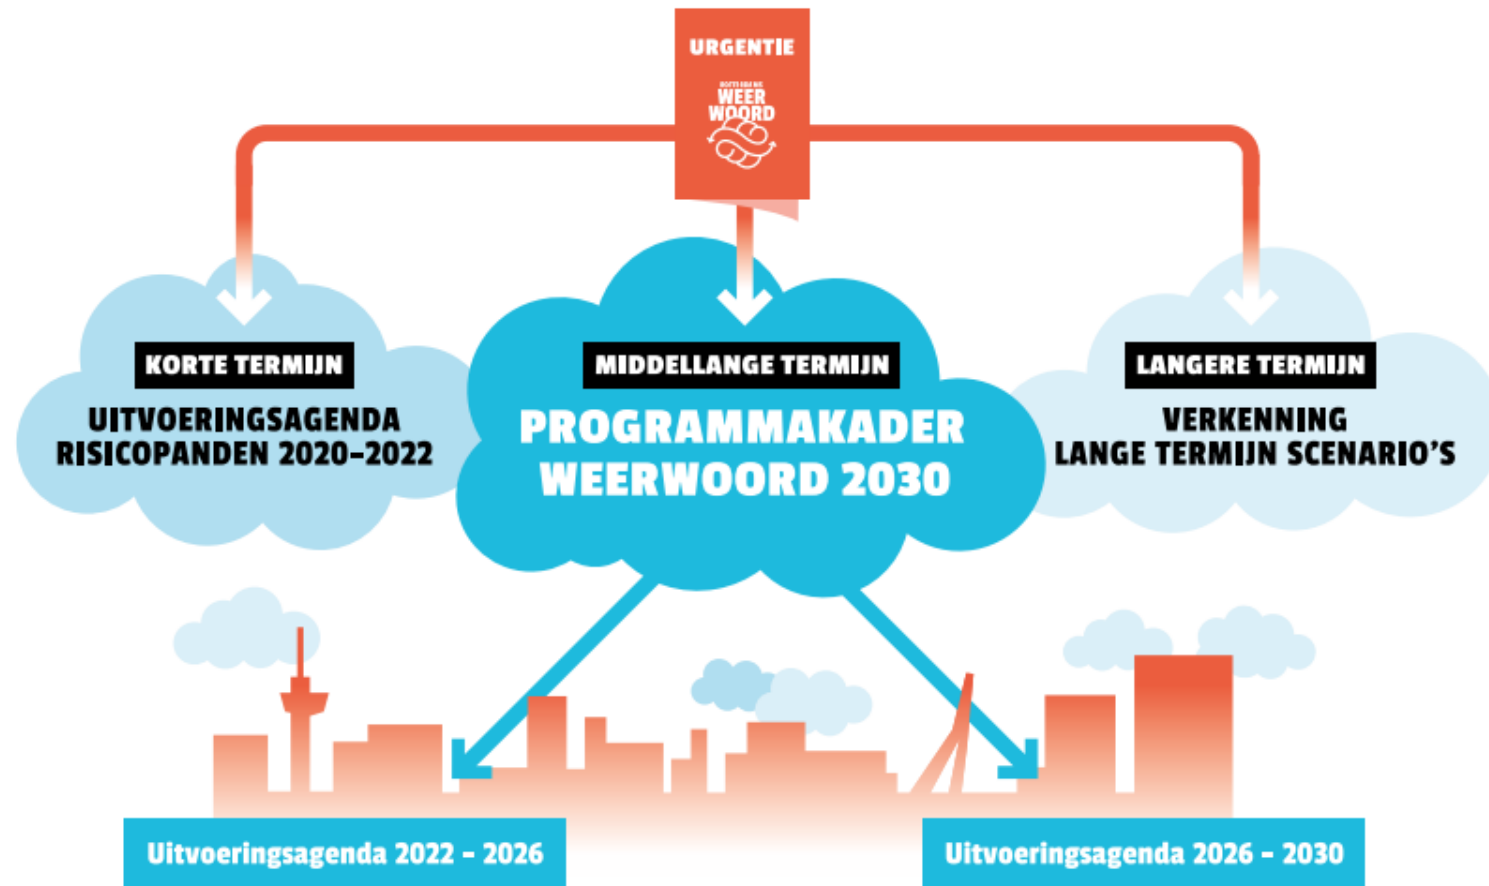 URGENTIE
WEER
WOORD
KORTE TERMIJN
UITVOERINGSAGENDA
RISICOPANDEN 2020-2022
MIDDELLANGE TERMIJN
PROGRAMMAKADER
WEERWOORD 2030
LANGERE TERMIJN
VERKENNING
LANGE TERMIJN SCENARIO'S
Uitvoeringsagenda 2022 - 2026
Uitvoeringsagenda 2026 - 2030